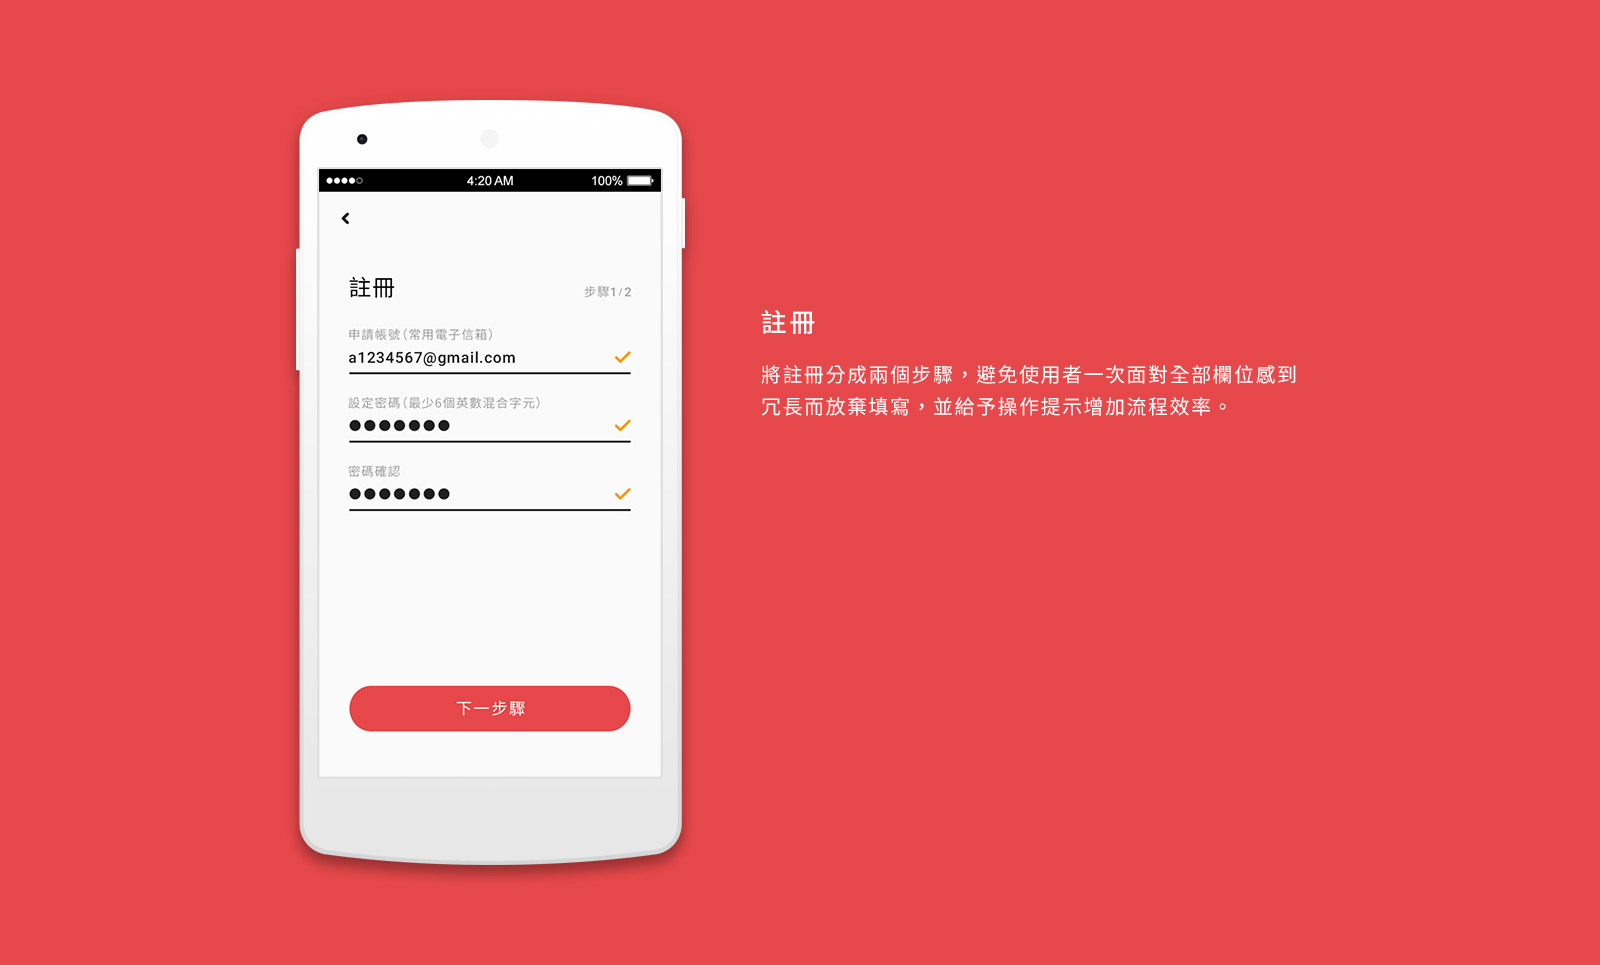 4:20 AM
100%
註冊
步驟1/2
申請帳號(常用電子信箱)
a1234567@gmail.com
設定密碼(最少6個英數混合字元)
●●●●●●●
密碼確認
●●●●●●●
下一步驟
註冊
將註冊分成兩個步驟,避免使用者一次面對全部欄位感到
冗長而放棄填寫,並給予操作提示增加流程效率。